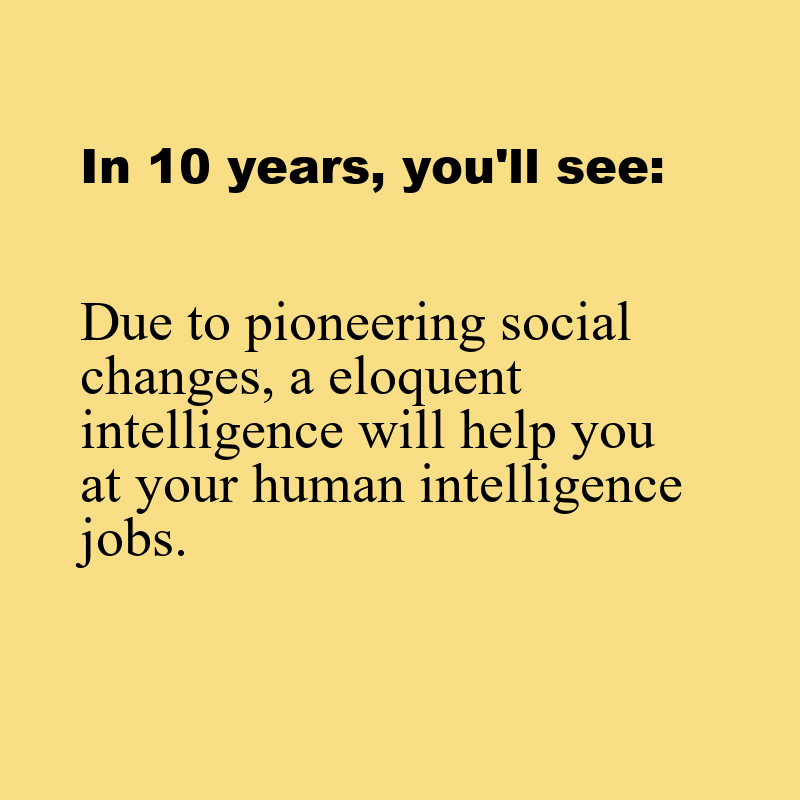 In 10 years, you'll see:
Due to pioneering social
changes, a eloquent
intelligence will help you
at your human intelligence
jobs.